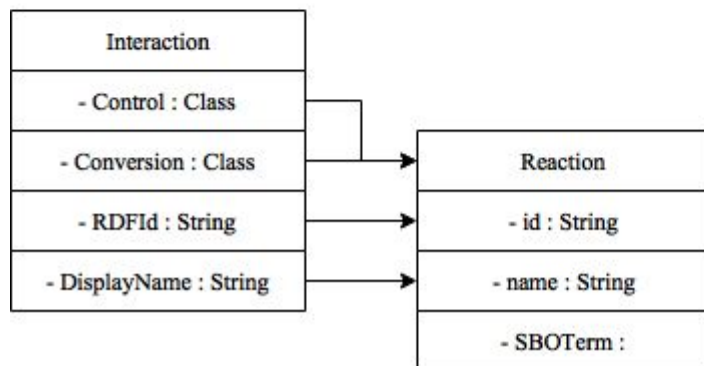 Interaction
- Control : Class
- Conversion : Class
- RDFId : String
- DisplayName : String
Reaction
- id : String
- name : String
- SBOTerm :